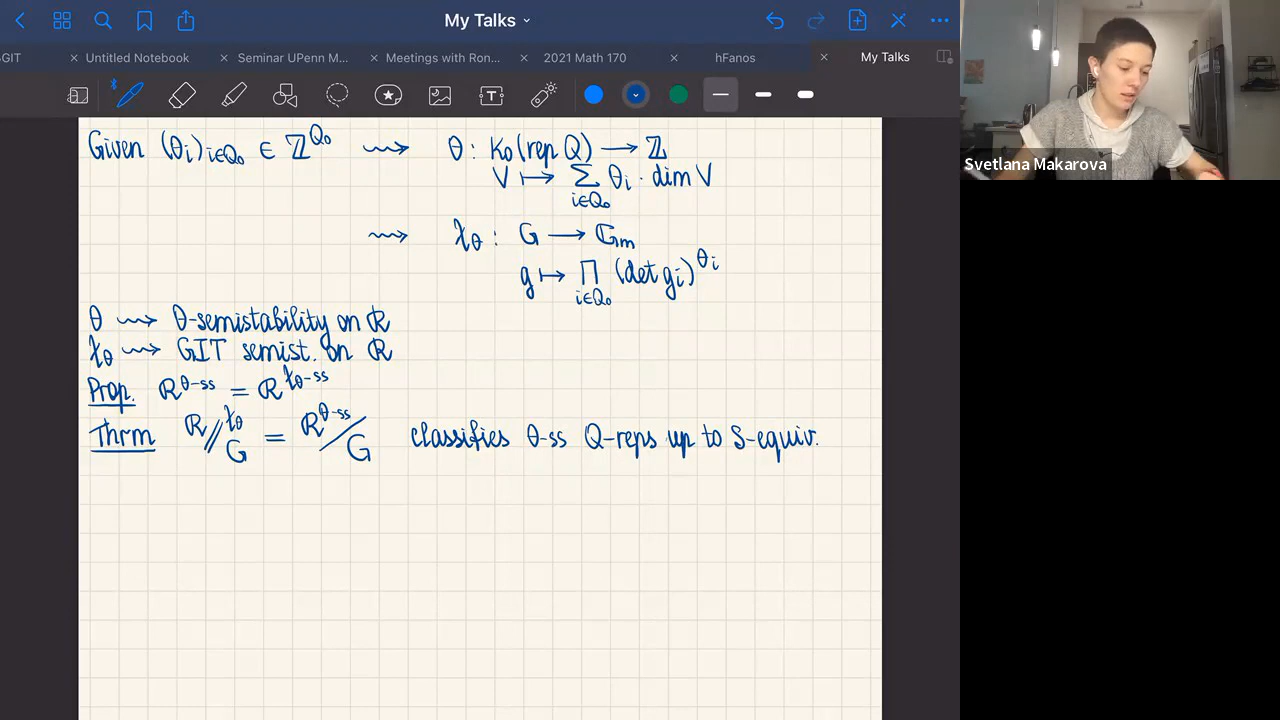 My Talks
GIT
Untitled Notebook
Seminar UPenn M...
Meetings with Ron...
2021 Math 170
hFanos
My Talks
Svetlana Makarova
Given (θi)i∈Q₀ ∈ ℤ^Q₀ ⇝ θ : K₀(rep Q) → ℤ
V ↦ Σ i∈Q₀ θi · dim V
⇝ χθ : G → 𝔾m
g ↦ ∏ i∈Q₀ (det gi)^θi
θ ⇝ θ-semistability on R
χθ ⇝ GIT semist. on R
Prop. R^θ-ss = R^χθ-ss
Thrm R //^χθ G = R^θ-ss / G classifies θ-ss Q-reps up to S-equiv.